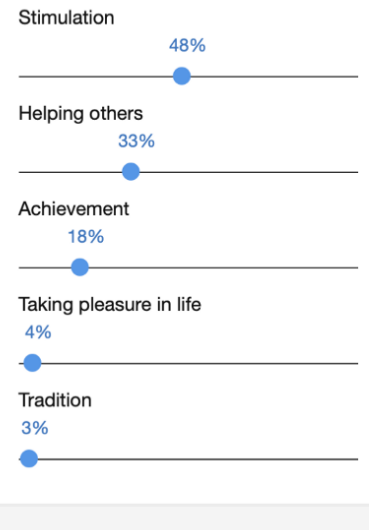 Stimulation
48%
Helping others
33%
Achievement
18%
Taking pleasure in life
4%
Tradition
3%